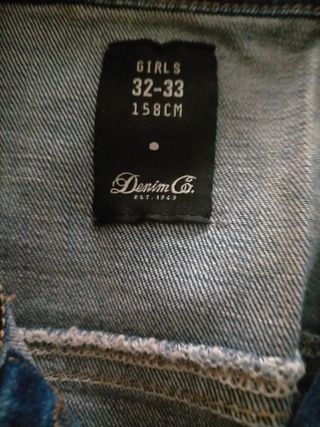 GIRLS
32-33
158CM
Denim Co.
EST. 1969